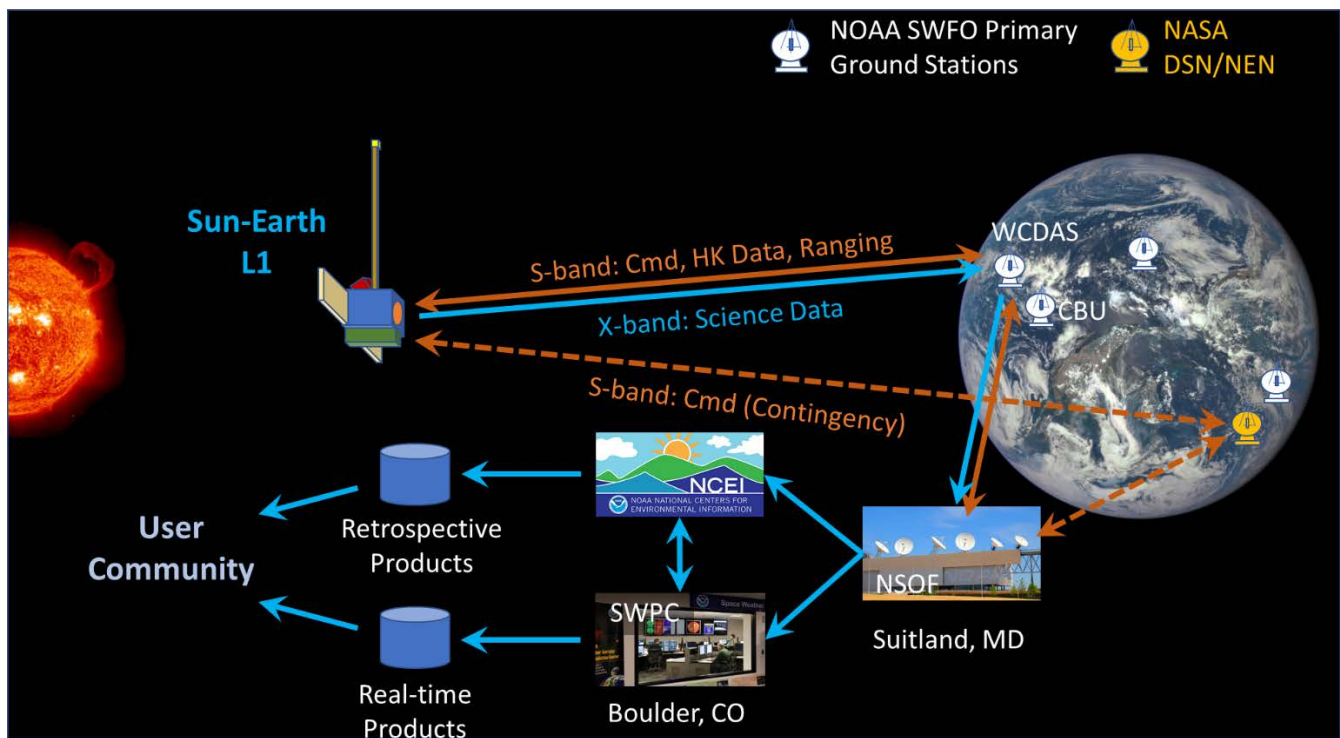 NOAA SWFO Primary
Ground Stations
NASA
DSN/NEN
Sun-Earth
L1
WCDAS
S-band: Cmd, HK Data, Ranging
X-band: Science Data
CBU
S-band: Cmd (Contingency)
NCEI
NOAA NATIONAL CENTERS FOR
ENVIRONMENTAL INFORMATION
User
Community
Retrospective
Products
NSOF
Suitland, MD
SWPC
Space Weather
Real-time
Products
Boulder, CO